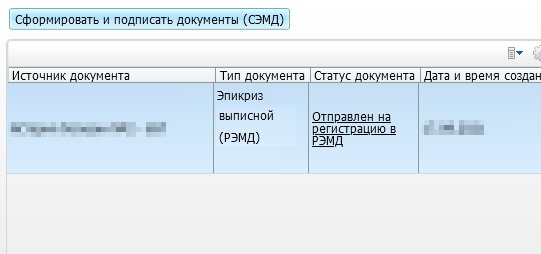 Сформировать и подписать документы (СЭМД)
Источник документа Тип документа Статус документа Дата и время создан
Эпикриз
выписной
(РЭМД)
Отправлен на
регистрацию в
РЭМД